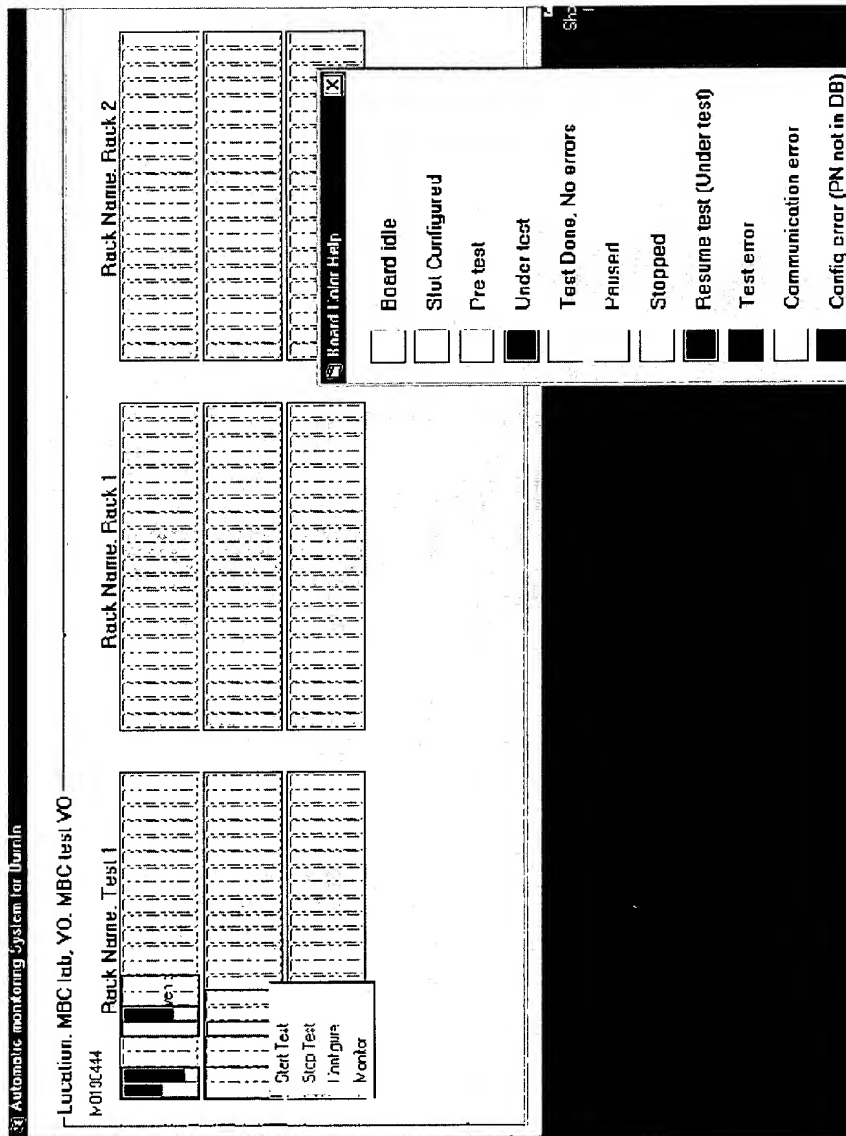 Automatic monitoring System for BurnIn
Location. MBC lab, VO. MBC test VO
M0130444
Rack Name. Test 1
Rack Name. Rack 1
Rack Name. Rack 2
Start Test
Stop Test
Configure
Monitor
Board Color Help
Board idle
Slot Configured
Pre test
Under test
Test Done, No errors
Paused
Stopped
Resume test (Under test)
Test error
Communication error
Config error (PN not in DB)
Sho